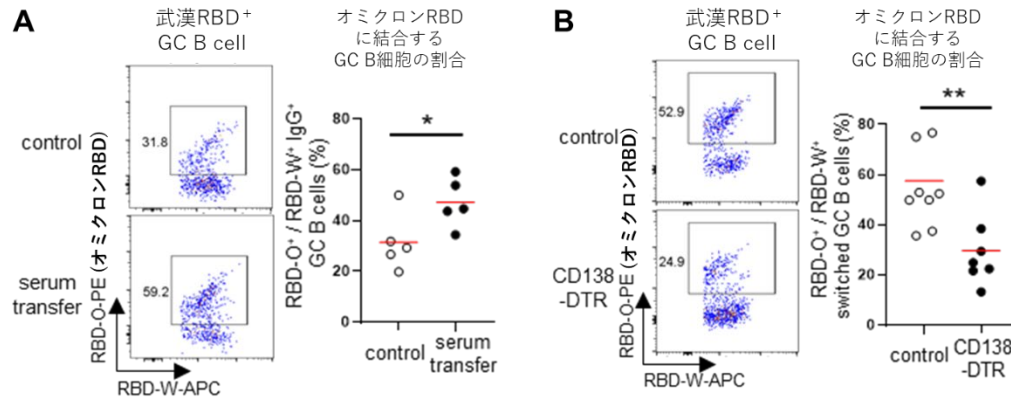 A
武漢RBD+
GC B cell
オミクロンRBD
に結合する
GC B細胞の割合
control
31.8
serum
transfer
59.2
RBD-O-PE (オミクロンRBD)
RBD-W-APC
RBD-O+ / RBD-W+ IgG+
GC B cells (%)
80
60
40
20
0
*
control
serum
transfer
B
武漢RBD+
GC B cell
オミクロンRBD
に結合する
GC B細胞の割合
control
52.9
CD138
-DTR
24.9
RBD-O-PE (オミクロンRBD)
RBD-W-APC
RBD-O+ / RBD-W+
switched GC B cells (%)
80
60
40
20
0
**
control
CD138
-DTR